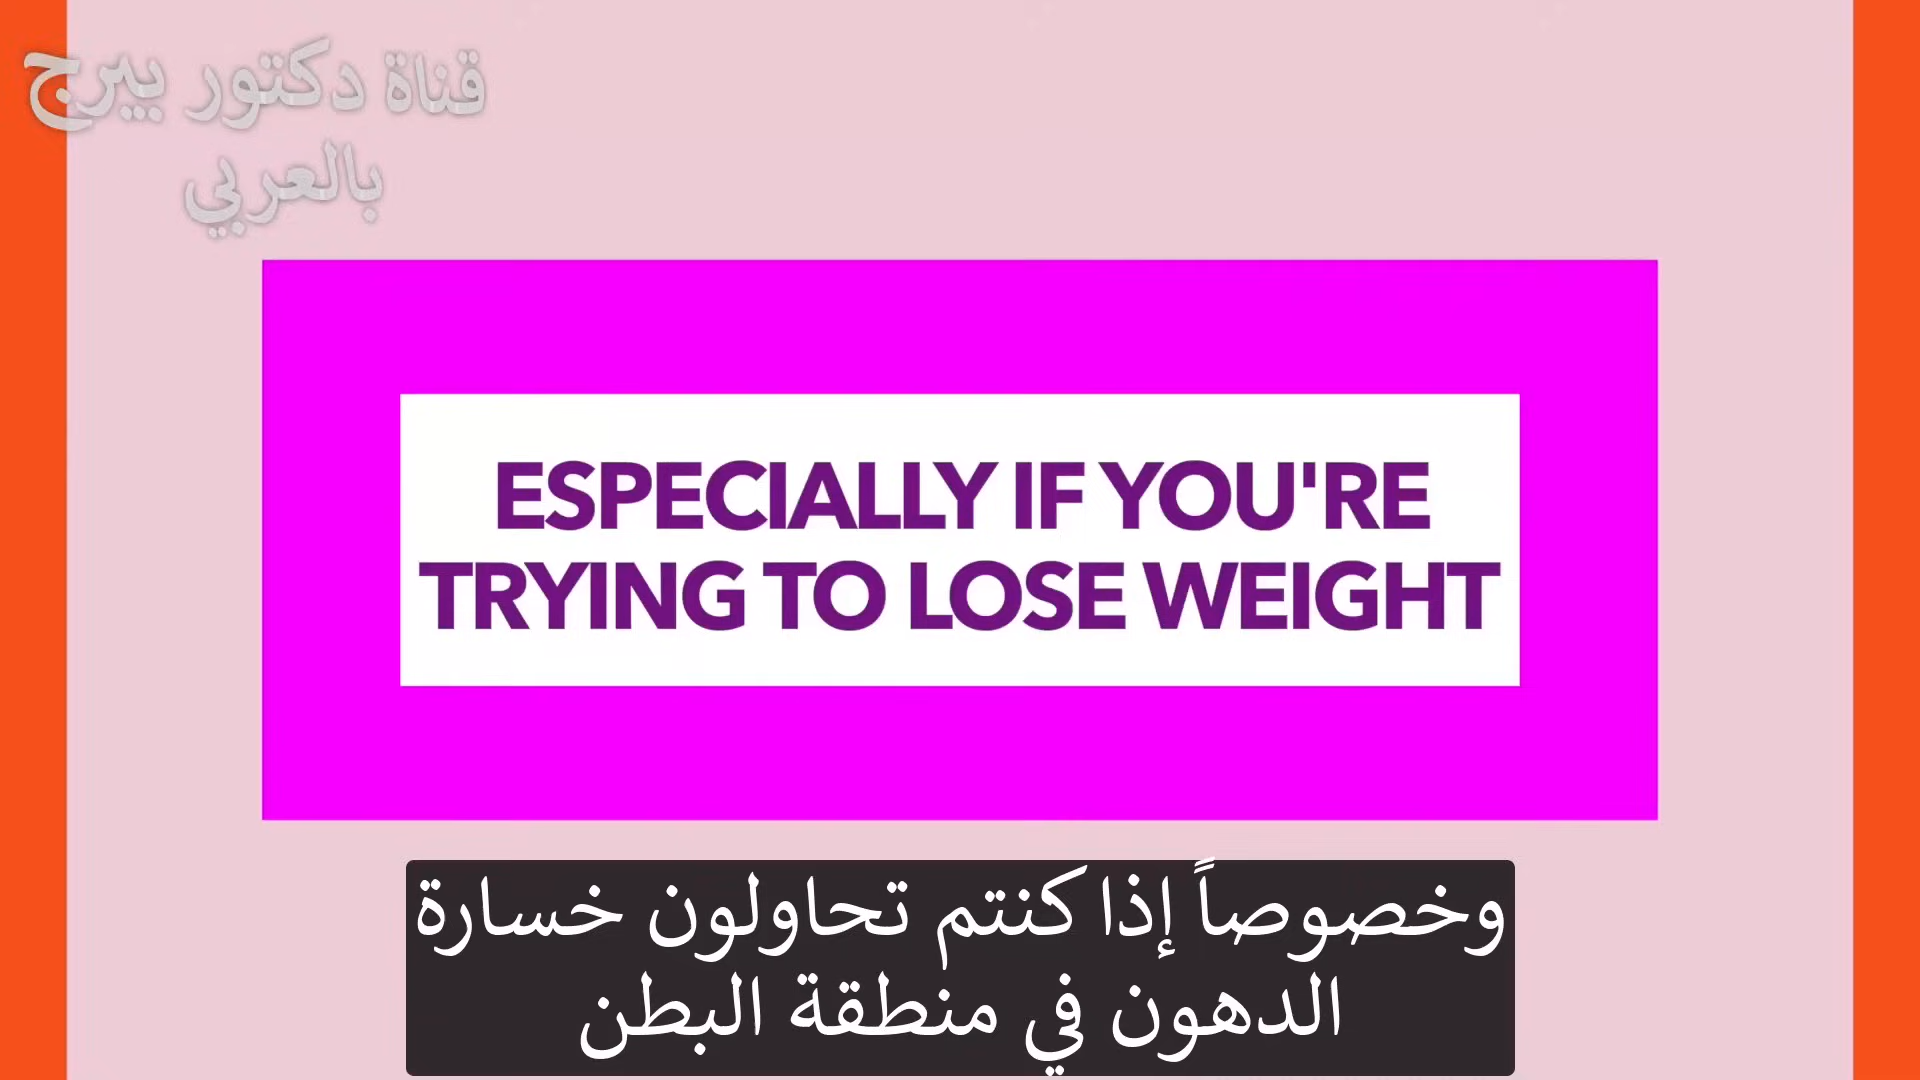 قناة دكتور بيرج
بالعربي
ESPECIALLY IF YOU'RE
TRYING TO LOSE WEIGHT
وخصوصاً إذا كنتم تحاولون خسارة
الدهون في منطقة البطن